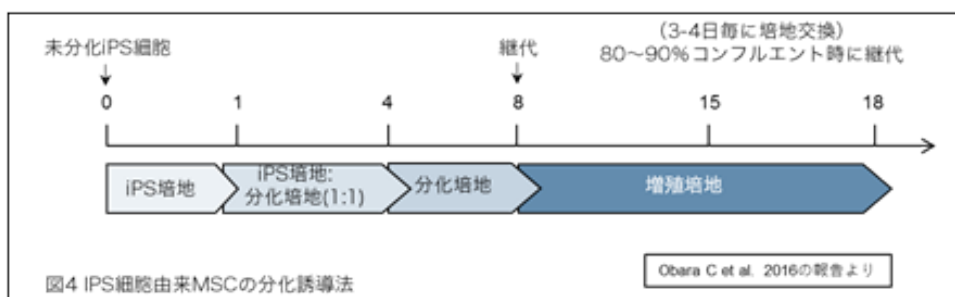 (3-4日毎に培地交換)
未分化iPS細胞
継代
80〜90%コンフルエント時に継代
0 1 4 8 15 18
iPS培地
iPS培地:
分化培地(1:1)
分化培地
増殖培地
図4 IPS細胞由来MSCの分化誘導法
Obara C et al. 2016の報告より